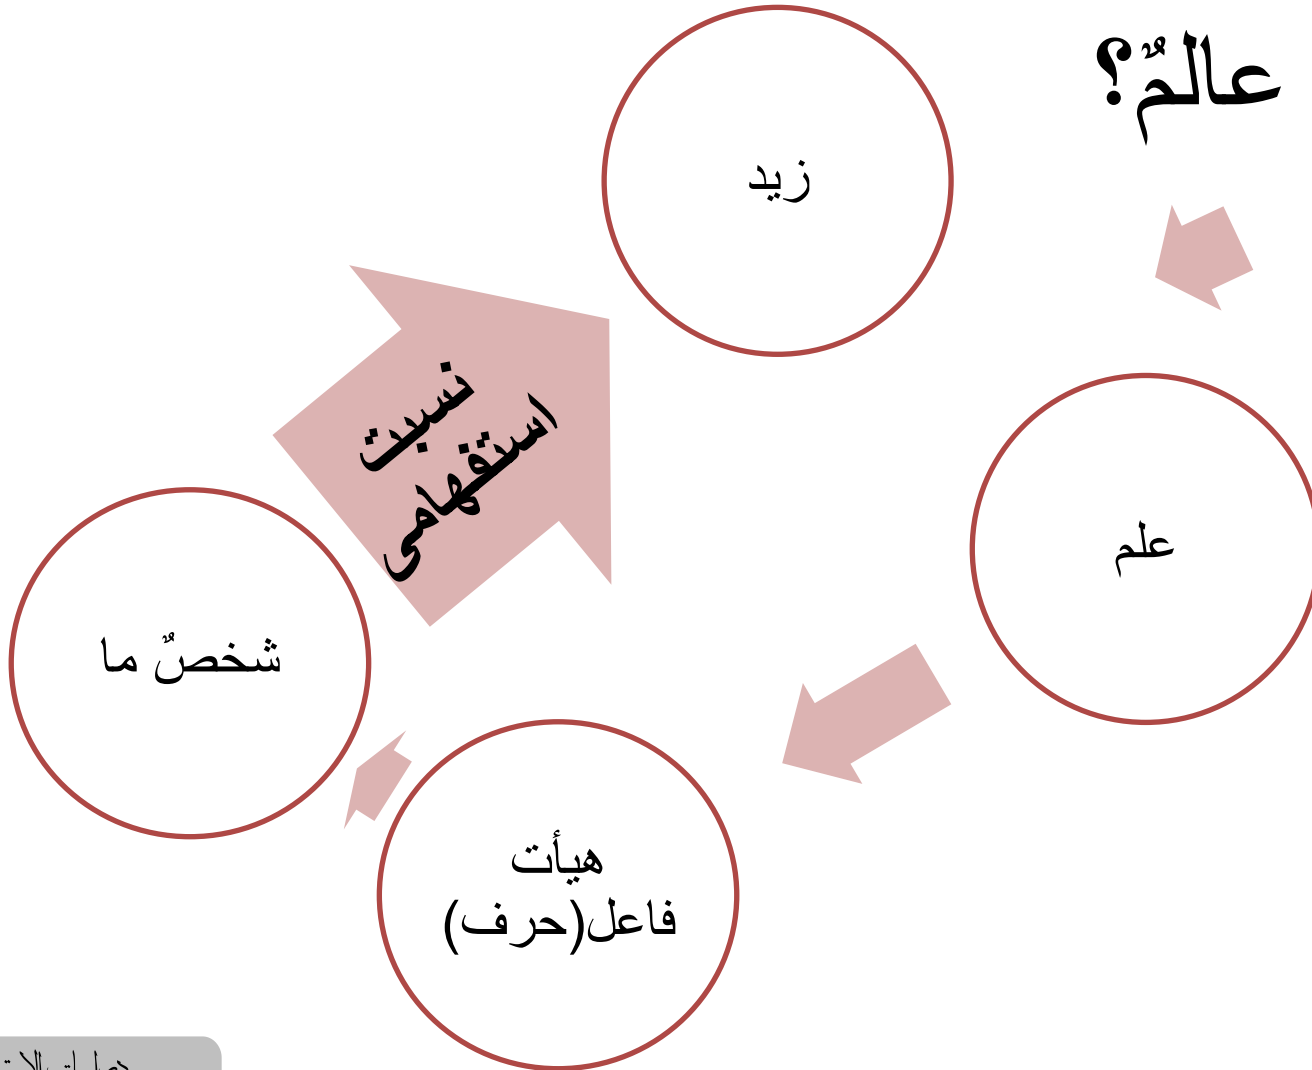 عالمٌ؟
زید
علم
نسبت
استفهامی
شخصٌ ما
هیأت
فاعل(حرف)